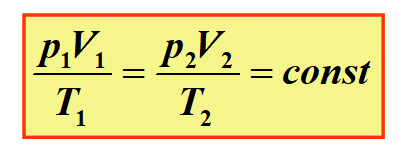 p₁V₁/T₁ = p₂V₂/T₂ = const